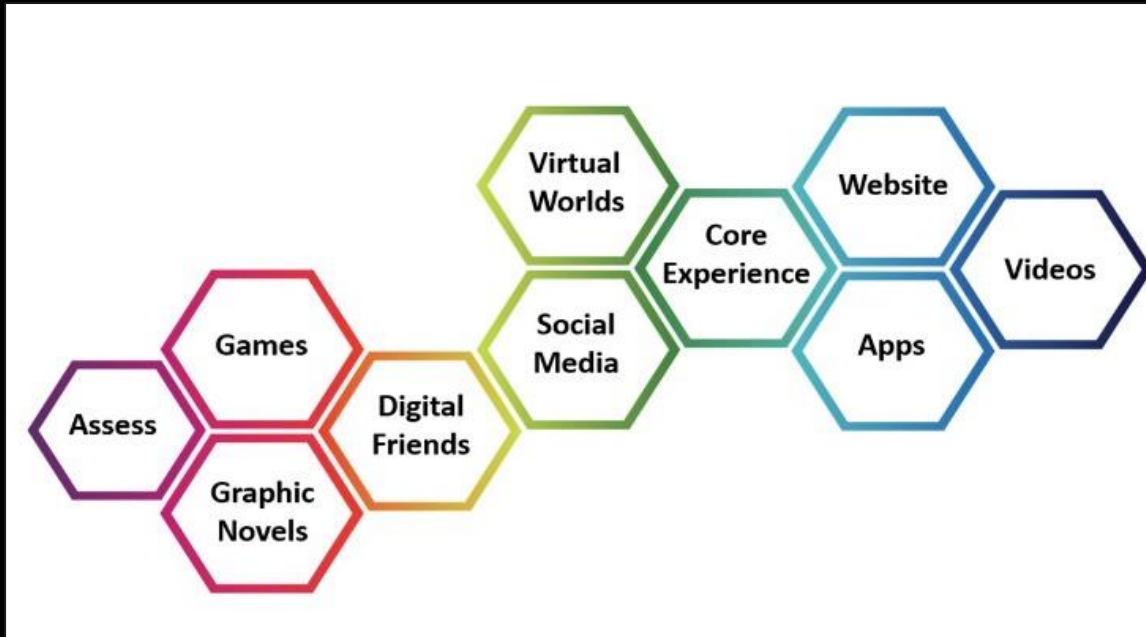 Virtual
Worlds
Website
Core
Experience
Videos
Games
Social
Media
Apps
Assess
Digital
Friends
Graphic
Novels